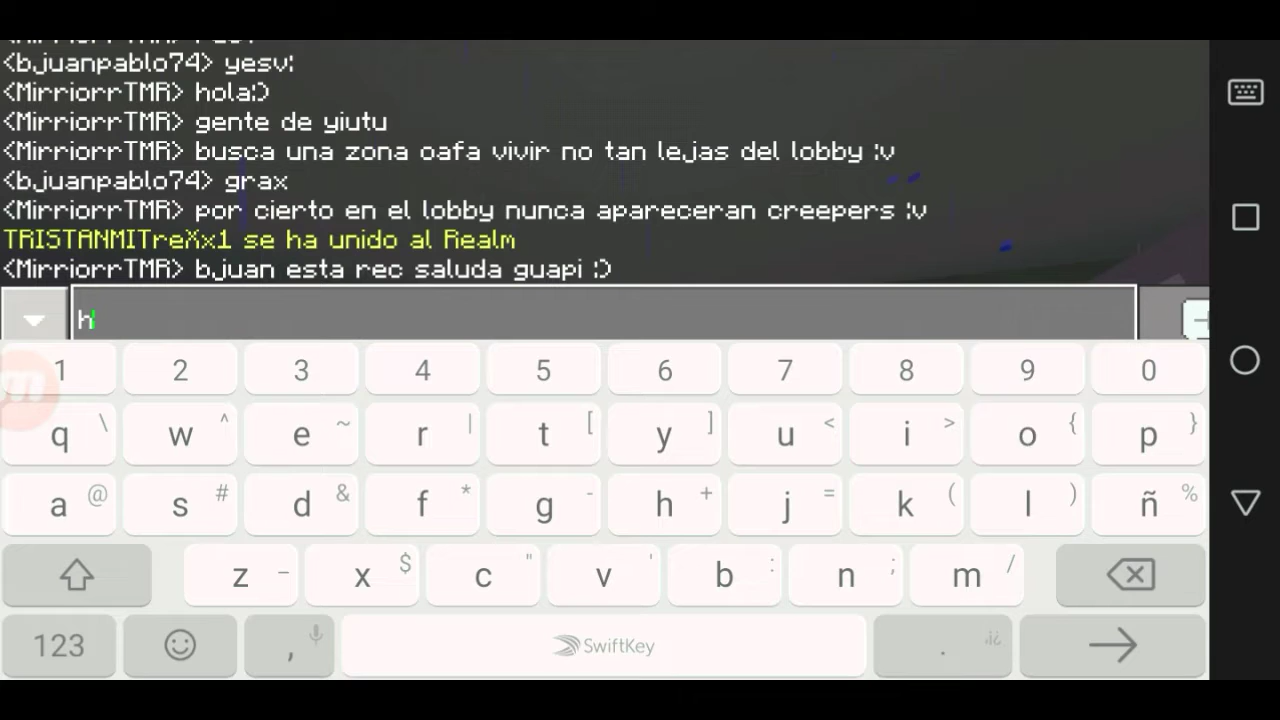 <bjuanpablo74> yesv:
<MirriorrTMR> hola:)
<MirriorrTMR> gente de yiutu
<MirriorrTMR> busca una zona oafa vivir no tan lejas del lobby :v
<bjuanpablo74> grax
<MirriorrTMR> por cierto en el lobby nunca apareceran creepers :v
TRISTANMITreXx1 se ha unido al Realm
<MirriorrTMR> bjuan esta rec saluda guapi :)
h
1 2 3 4 5 6 7 8 9 0
q \ w ^ e ~ r | t [ y ] u < i > o { p }
a @ s # d & f * g - h + j = k ( l ) ñ %
z _ x $ c " v ' b : n ; m /
123 , SwiftKey . ,¡¿